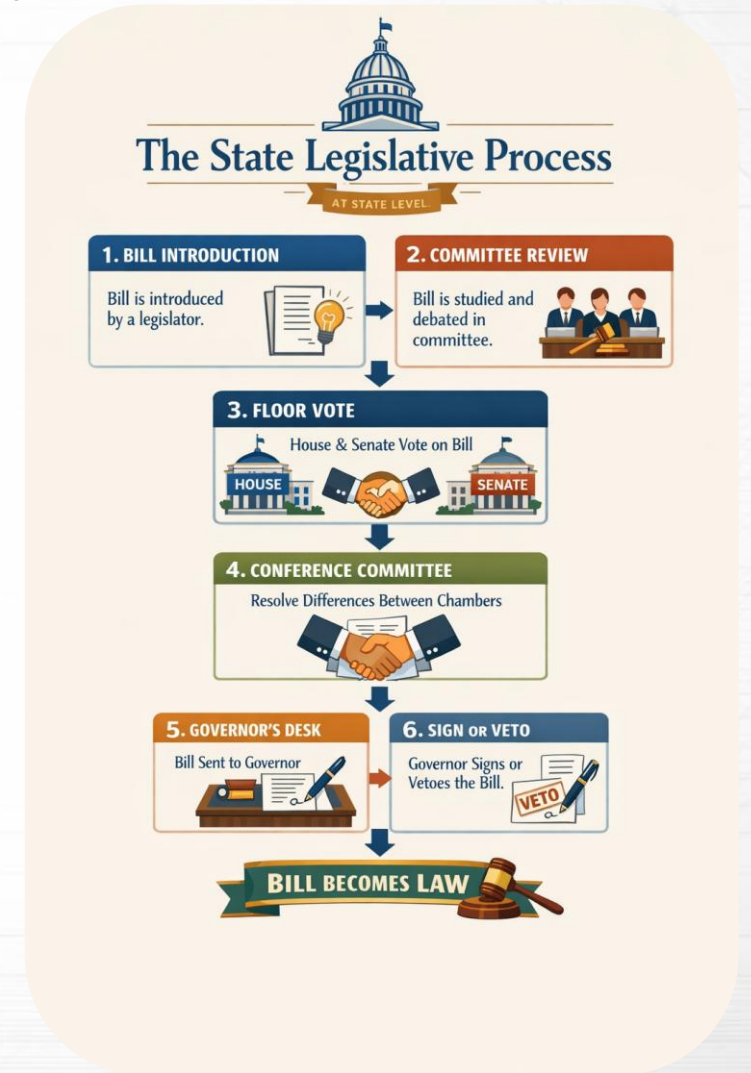 The State Legislative Process
AT STATE LEVEL.
1. BILL INTRODUCTION
Bill is introduced
by a legislator.
2. COMMITTEE REVIEW
Bill is studied and
debated in
committee.
3. FLOOR VOTE
House & Senate Vote on Bill
HOUSE
SENATE
4. CONFERENCE COMMITTEE
Resolve Differences Between Chambers
5. GOVERNOR'S DESK
Bill Sent to Governor
6. SIGN OR VETO
Governor Signs or
Vetoes the Bill.
VETO
BILL BECOMES LAW